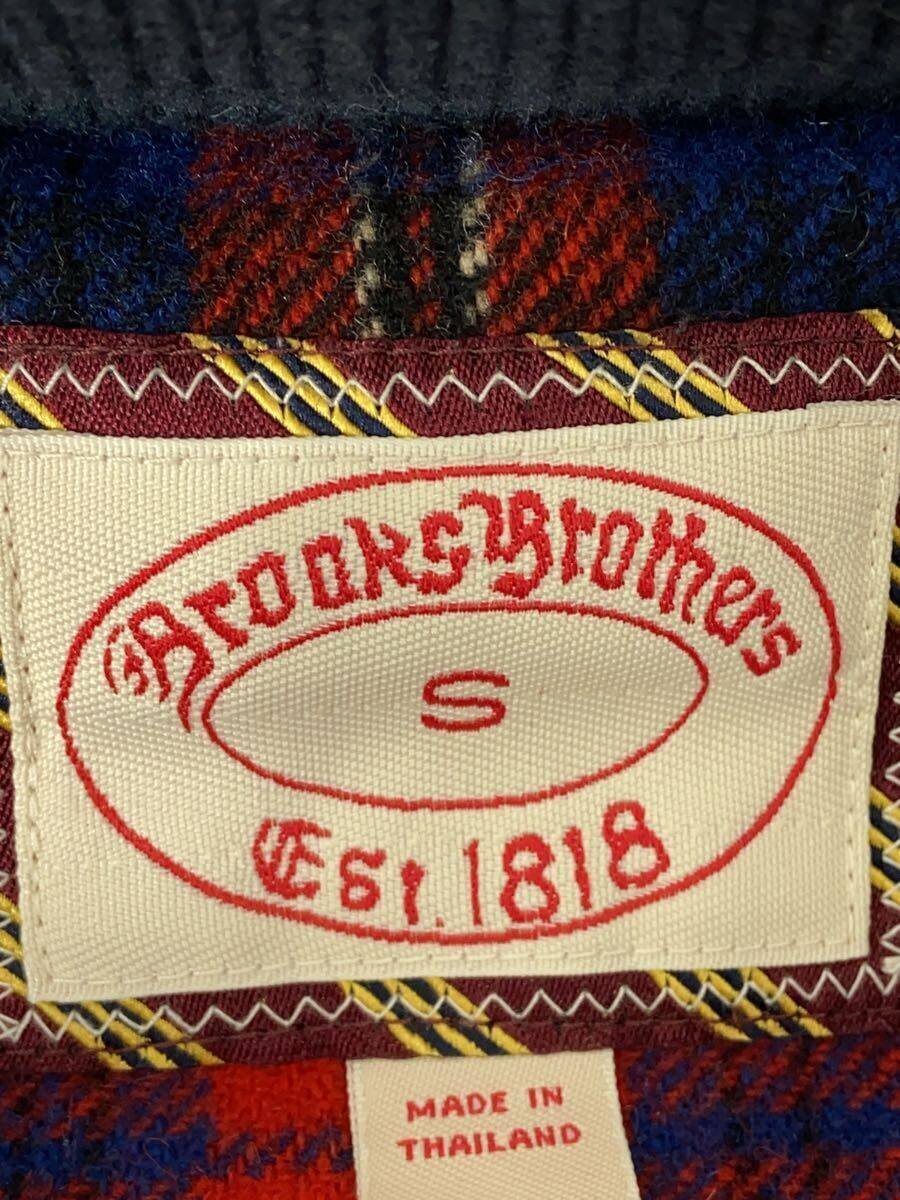 Brooks Brothers
S
Est. 1818
MADE IN
THAILAND